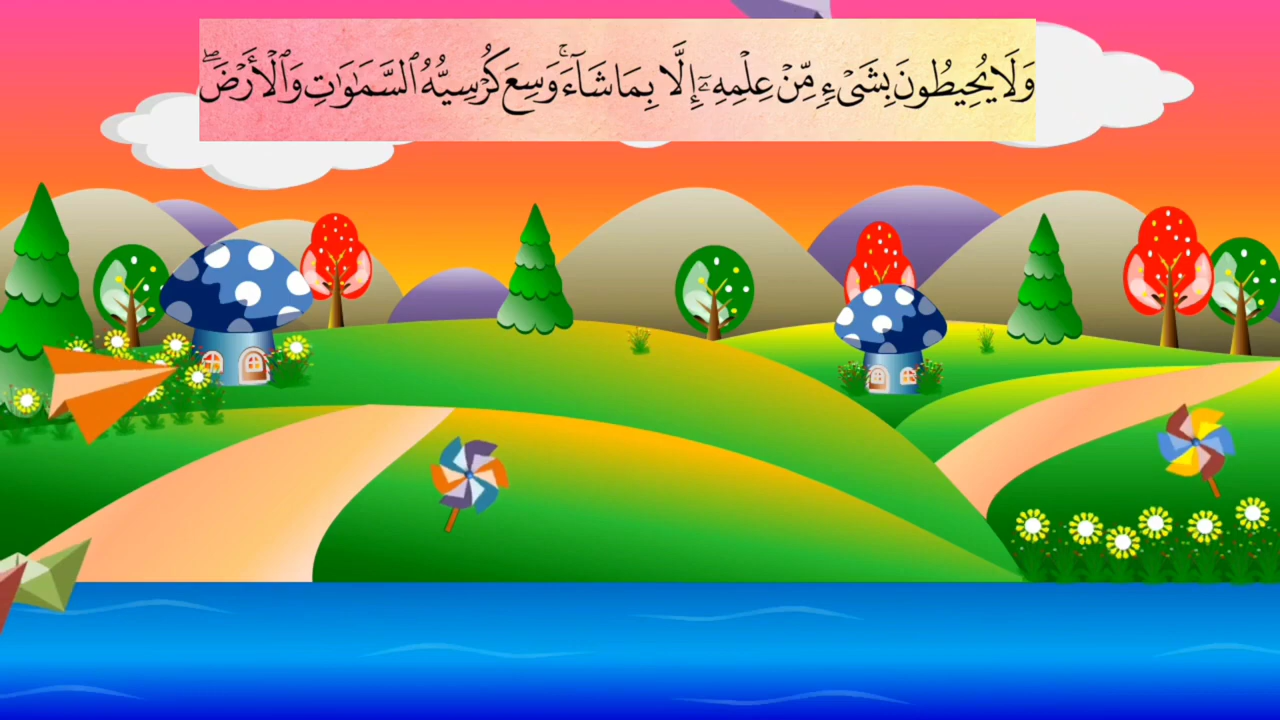 وَلَا يُحِيطُونَ بِشَىْءٍ مِّنْ عِلْمِهِۦٓ إِلَّا بِمَا شَآءَ ۚ وَسِعَ كُرْسِيُّهُ ٱلسَّمَـٰوَٰتِ وَٱلْأَرْضَ ۖ